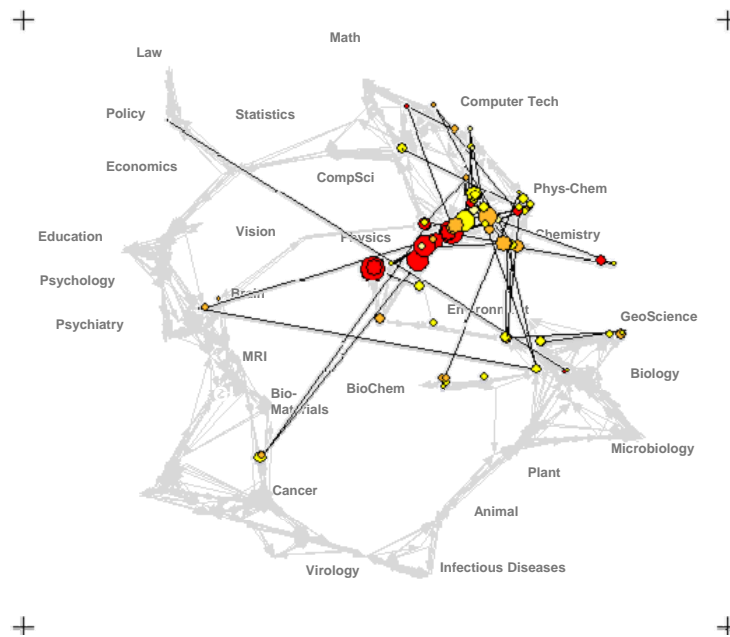 Math
Law
Computer Tech
Policy
Statistics
Economics
CompSci
Phys-Chem
Education
Vision
Physics
Chemistry
Psychology
Brain
Environment
GeoScience
Psychiatry
MRI
Biology
BioChem
Bio-
Materials
Microbiology
Plant
Cancer
Animal
Virology
Infectious Diseases